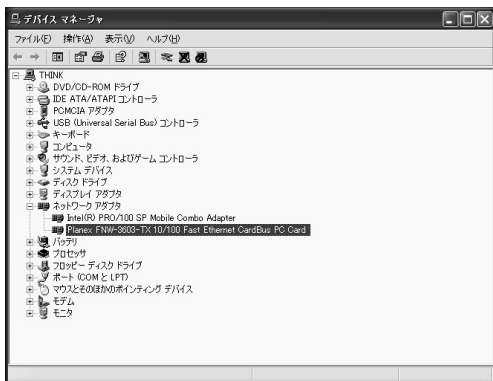 デバイス マネージャ
ファイル(F) 操作(A) 表示(V) ヘルプ(H)
THINK
DVD/CD-ROM ドライブ
IDE ATA/ATAPI コントローラ
PCMCIA アダプタ
USB (Universal Serial Bus) コントローラ
キーボード
コンピュータ
サウンド、ビデオ、およびゲーム コントローラ
システム デバイス
ディスク ドライブ
ディスプレイ アダプタ
ネットワーク アダプタ
Intel(R) PRO/100 SP Mobile Combo Adapter
Planex FNW-3603-TX 10/100 Fast Ethernet CardBus PC Card
バッテリ
プロセッサ
フロッピー ディスク ドライブ
ポート (COM と LPT)
マウスとそのほかのポインティング デバイス
モデム
モニタ